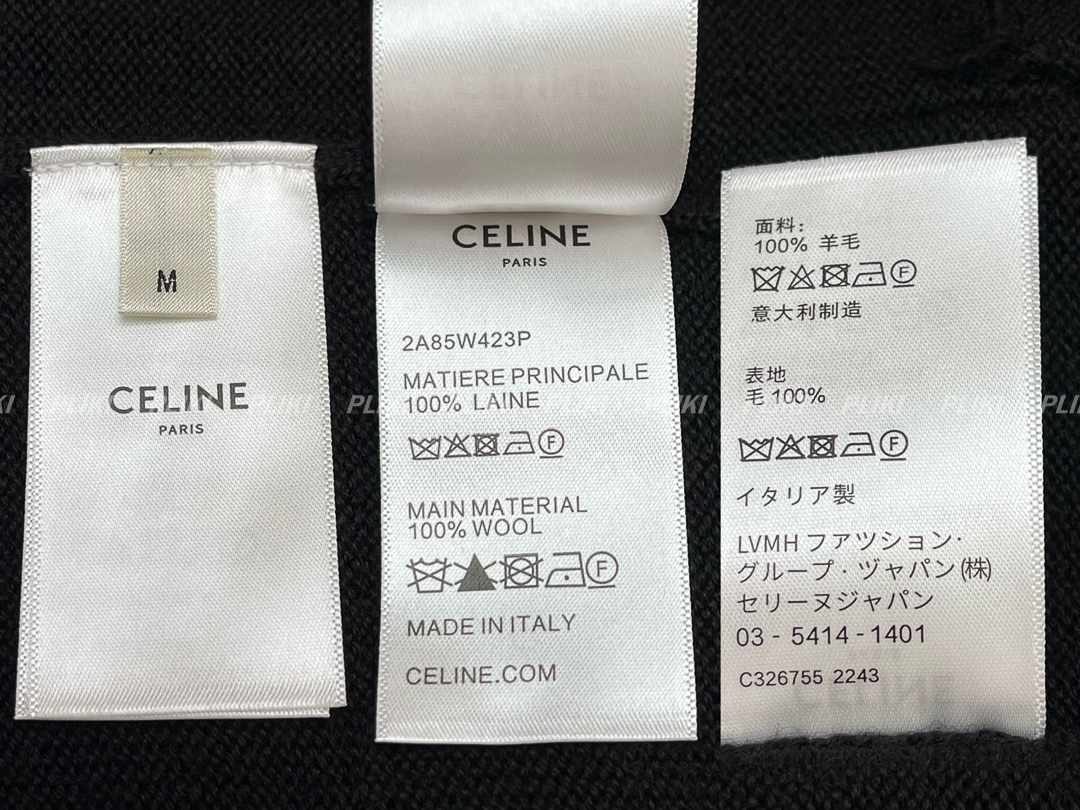 M
CELINE
PARIS
CELINE
PARIS
2A85W423P
MATIERE PRINCIPALE
100% LAINE
F
MAIN MATERIAL
100% WOOL
F
MADE IN ITALY
CELINE.COM
面料:
100% 羊毛
F
意大利制造
表地
毛 100%
F
イタリア製
LVMH フアツション·
グループ · ヅャパン (株)
セリーヌジャパン
03 - 5414 - 1401
C326755 2243